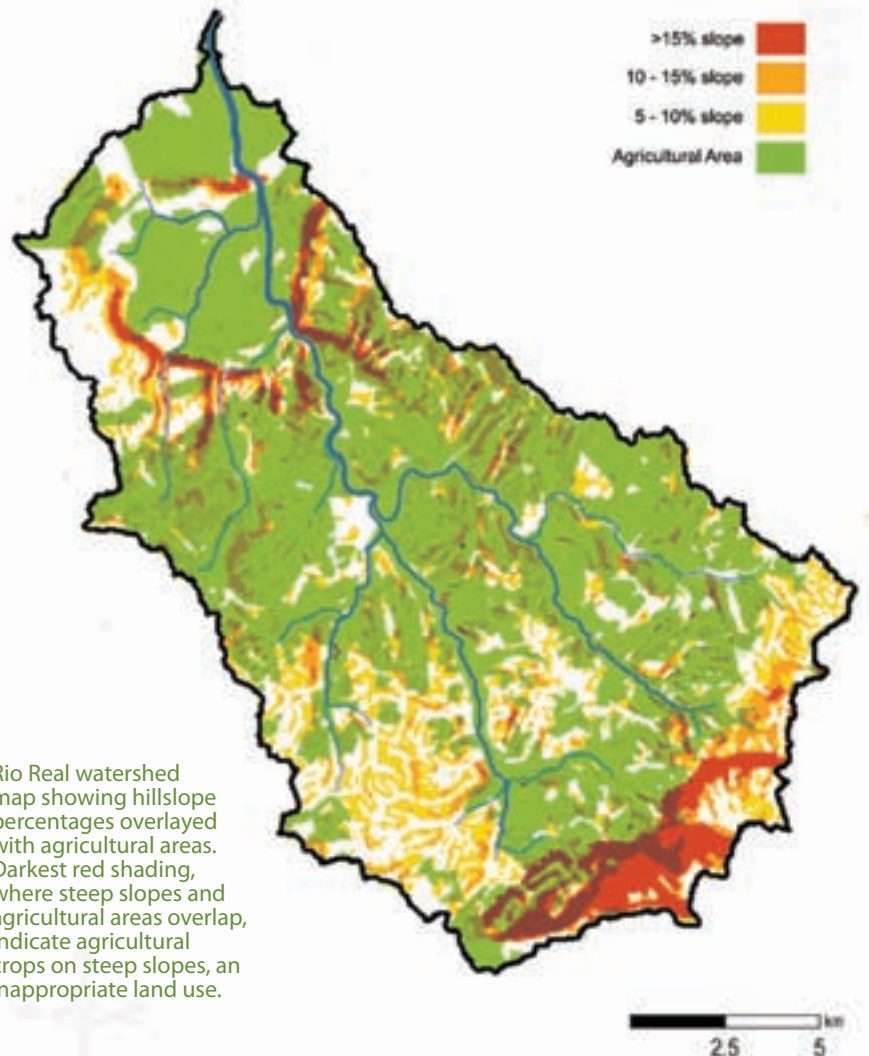 >15% slope
10 - 15% slope
5 - 10% slope
Agricultural Area
Rio Real watershed
map showing hillslope
percentages overlayed
with agricultural areas.
Darkest red shading,
where steep slopes and
agricultural areas overlap,
indicate agricultural
crops on steep slopes, an
inappropriate land use.
km
2.5 5